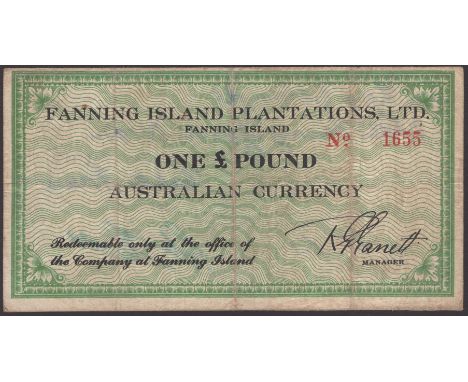 FANNING ISLAND PLANTATIONS, LTD.
FANNING ISLAND
Nº 1655
ONE £ POUND
AUSTRALIAN CURRENCY
Redeemable only at the office of
the Company at Fanning Island
MANAGER